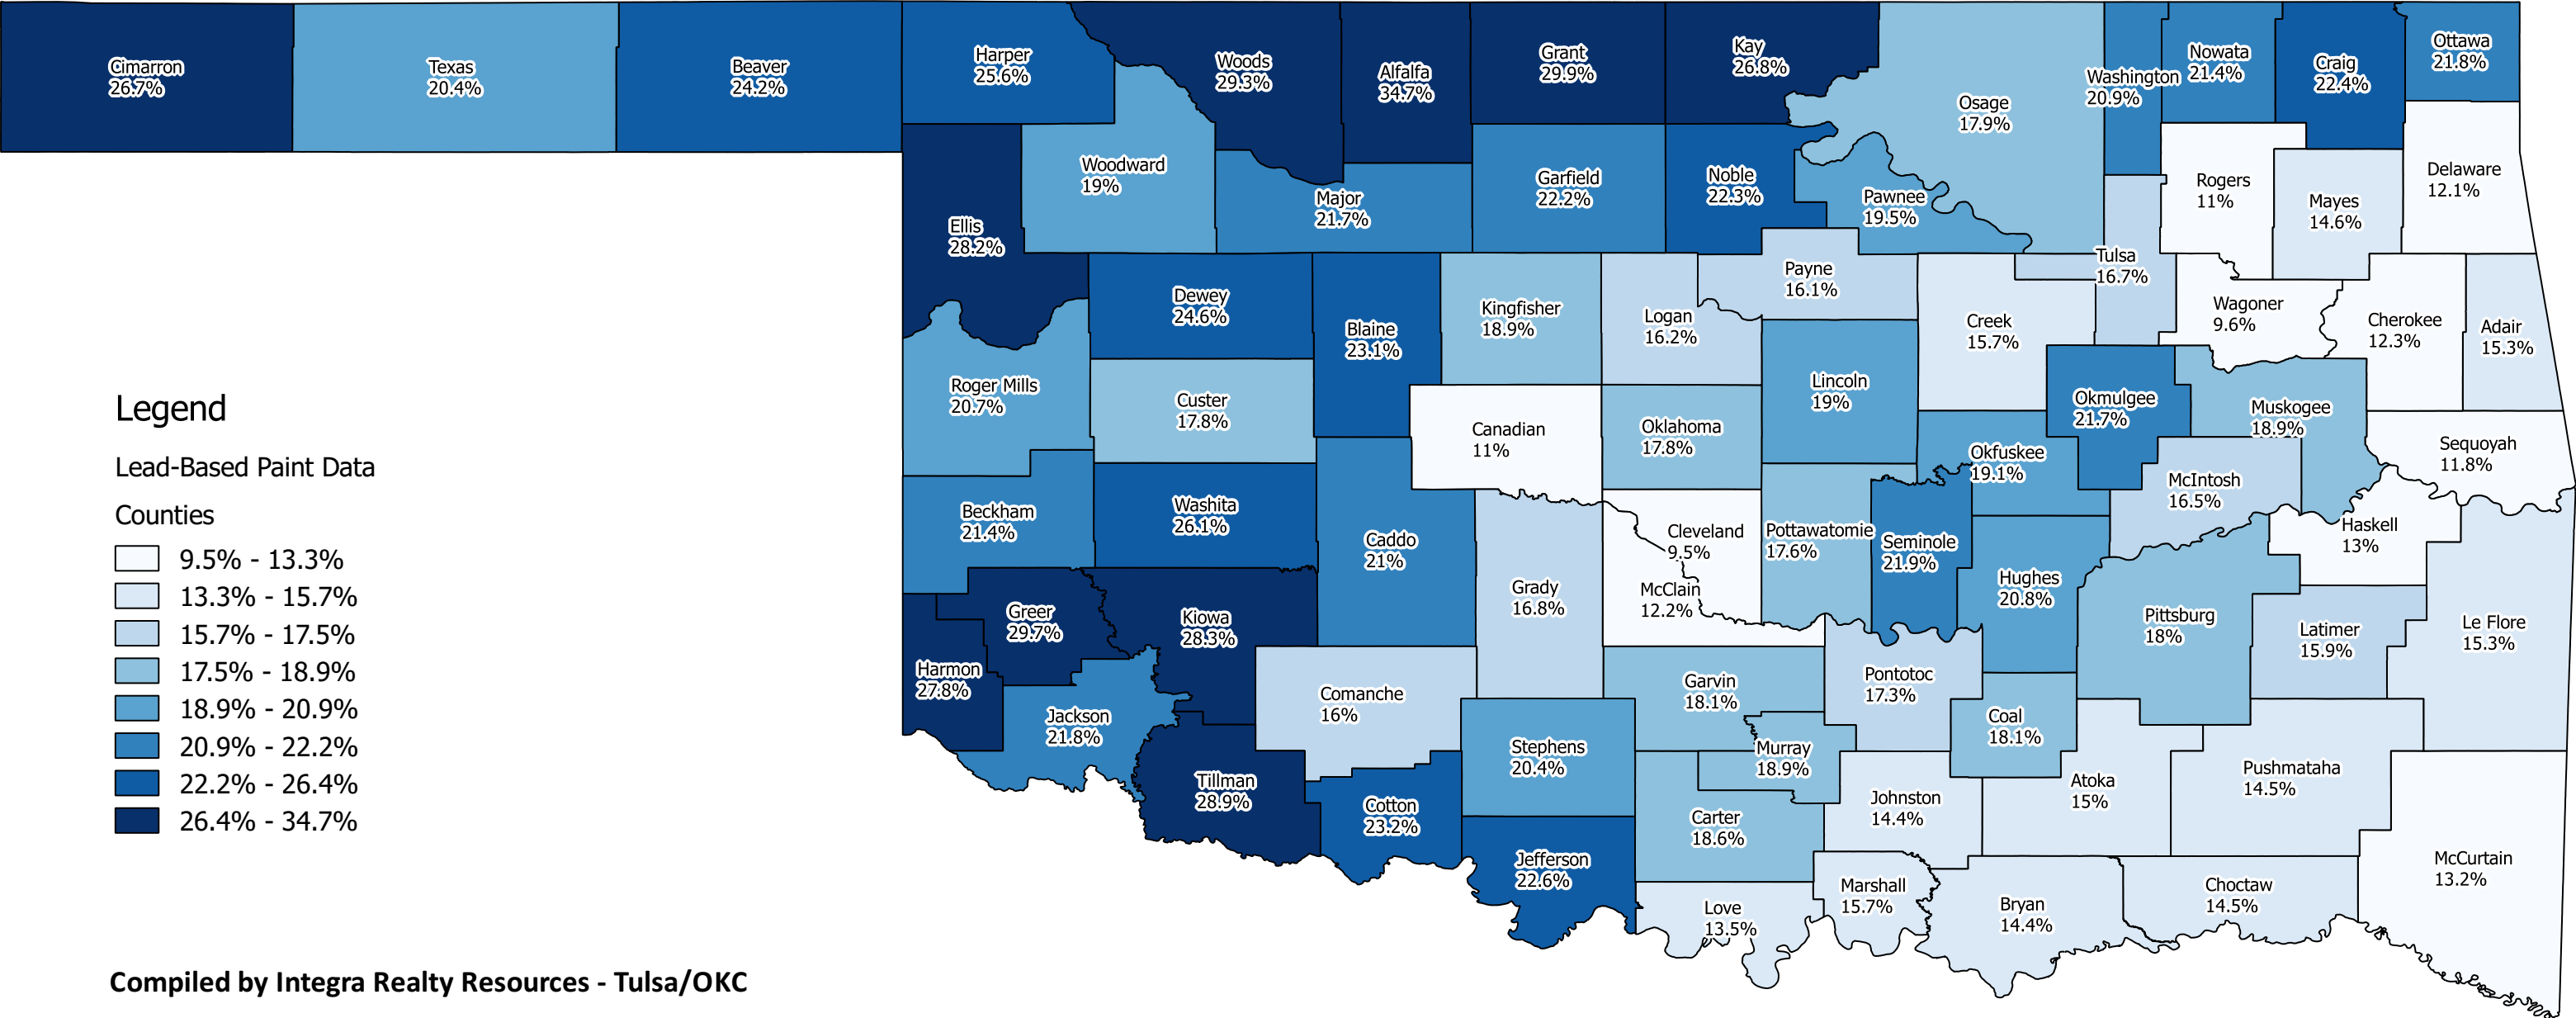 Cimarron
26.7%
Texas
20.4%
Beaver
24.2%
Harper
25.6%
Woods
29.3%
Alfalfa
34.7%
Grant
29.9%
Kay
26.8%
Osage
17.9%
Washington
20.9%
Nowata
21.4%
Craig
22.4%
Ottawa
21.8%
Ellis
28.2%
Woodward
19%
Major
21.7%
Garfield
22.2%
Noble
22.3%
Pawnee
19.5%
Rogers
11%
Mayes
14.6%
Delaware
12.1%
Dewey
24.6%
Blaine
23.1%
Kingfisher
18.9%
Logan
16.2%
Payne
16.1%
Creek
15.7%
Tulsa
16.7%
Wagoner
9.6%
Cherokee
12.3%
Adair
15.3%
Roger Mills
20.7%
Custer
17.8%
Canadian
11%
Oklahoma
17.8%
Lincoln
19%
Okfuskee
19.1%
Okmulgee
21.7%
Muskogee
18.9%
McIntosh
16.5%
Sequoyah
11.8%
Beckham
21.4%
Washita
26.1%
Caddo
21%
Grady
16.8%
Cleveland
9.5%
McClain
12.2%
Pottawatomie
17.6%
Seminole
21.9%
Hughes
20.8%
Pittsburg
18%
Haskell
13%
Latimer
15.9%
Le Flore
15.3%
Greer
29.7%
Kiowa
28.3%
Harmon
27.8%
Jackson
21.8%
Tillman
28.9%
Comanche
16%
Cotton
23.2%
Stephens
20.4%
Jefferson
22.6%
Garvin
18.1%
Murray
18.9%
Carter
18.6%
Love
13.5%
Pontotoc
17.3%
Johnston
14.4%
Marshall
15.7%
Coal
18.1%
Atoka
15%
Bryan
14.4%
Pushmataha
14.5%
Choctaw
14.5%
McCurtain
13.2%
Legend
Lead-Based Paint Data
Counties
9.5% - 13.3%
13.3% - 15.7%
15.7% - 17.5%
17.5% - 18.9%
18.9% - 20.9%
20.9% - 22.2%
22.2% - 26.4%
26.4% - 34.7%
Compiled by Integra Realty Resources - Tulsa/OKC